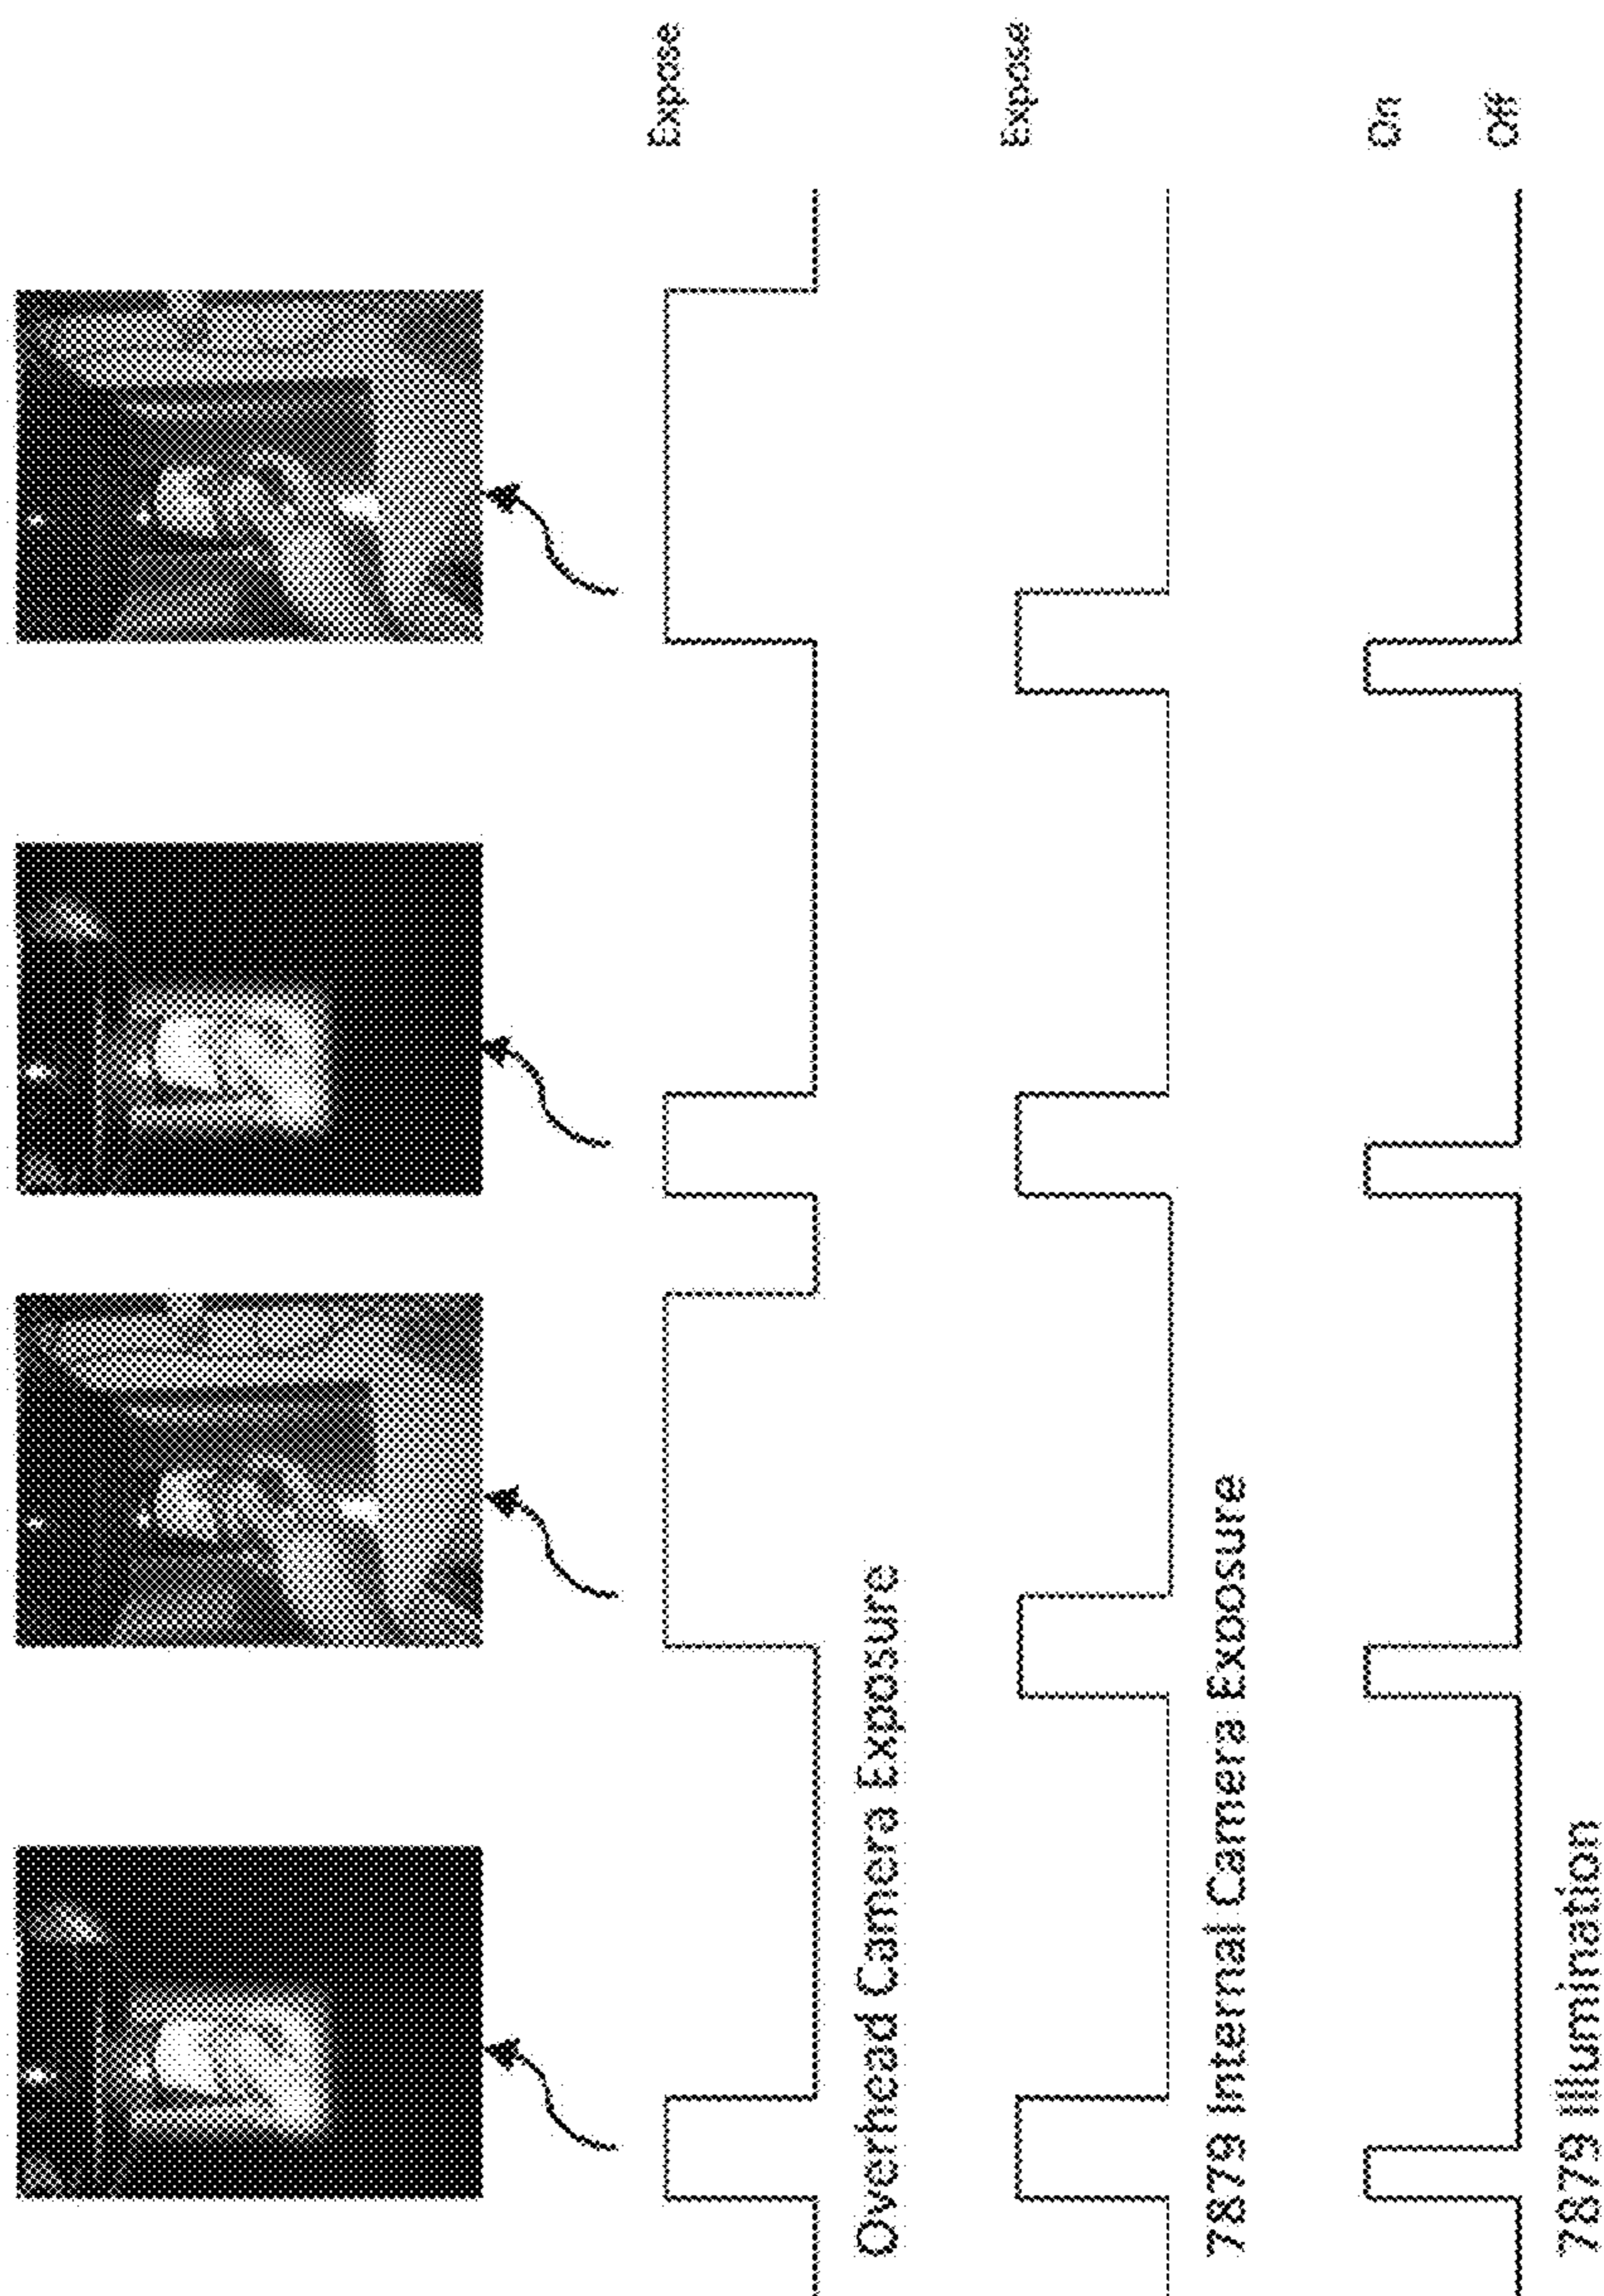 Expose
Overhead Camera Exposure
Expose
7879 Internal Camera Exposure
On
Off
7879 Illumination